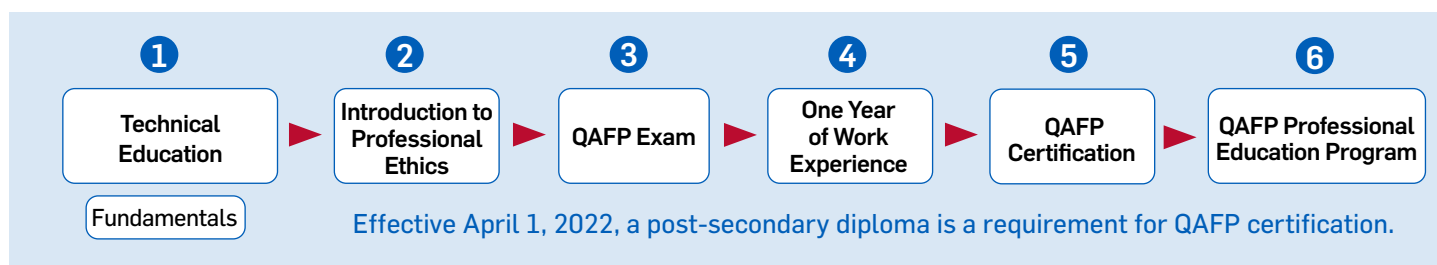 1
Technical
Education
Fundamentals
2
Introduction to
Professional
Ethics
3
QAFP Exam
4
One Year
of Work
Experience
5
QAFP
Certification
6
QAFP Professional
Education Program
Effective April 1, 2022, a post-secondary diploma is a requirement for QAFP certification.